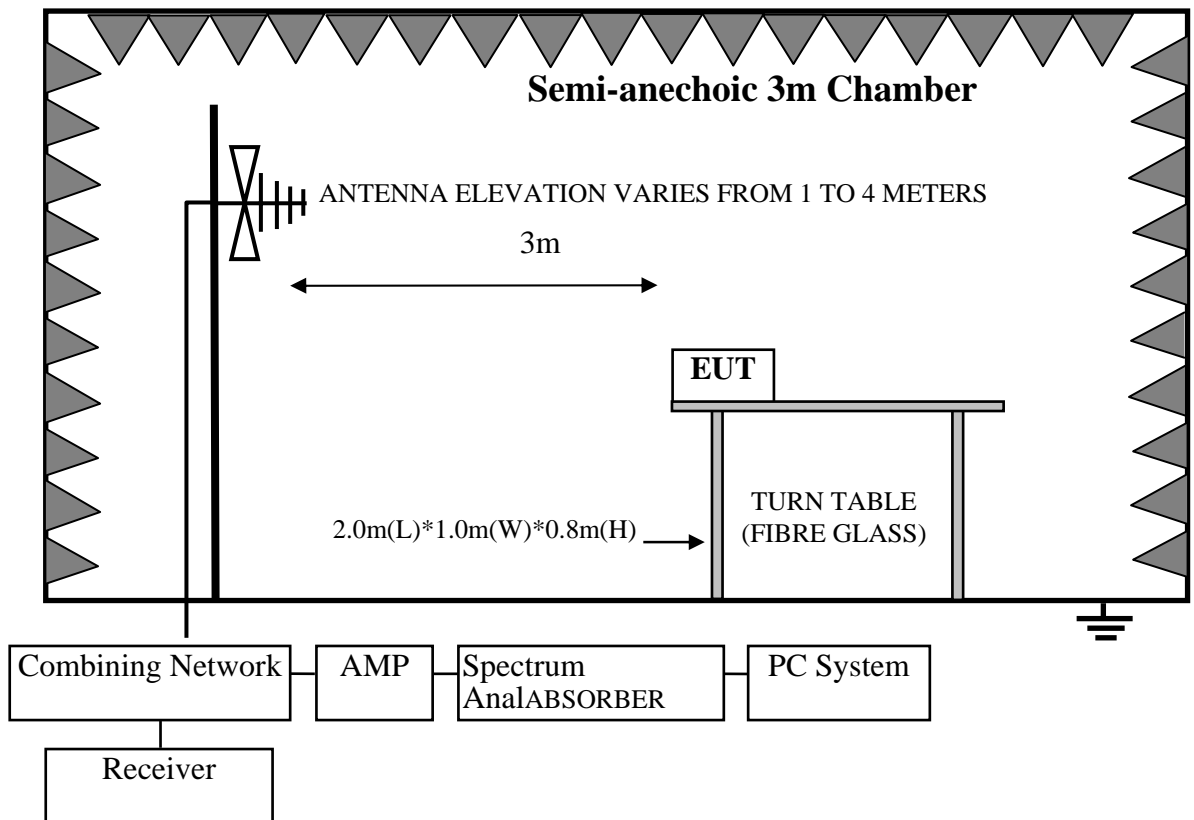 Semi-anechoic 3m Chamber
ANTENNA ELEVATION VARIES FROM 1 TO 4 METERS
3m
EUT
TURN TABLE
(FIBRE GLASS)
2.0m(L)*1.0m(W)*0.8m(H)
Combining Network
AMP
Spectrum
AnalABSORBER
PC System
Receiver